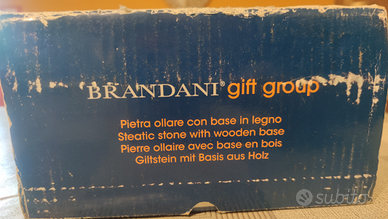 BRANDANI® gift group
Pietra ollare con base in legno
Steatic stone with wooden base
Pierre ollaire avec base en bois
Giltstein mit Basis aus Holz
subito